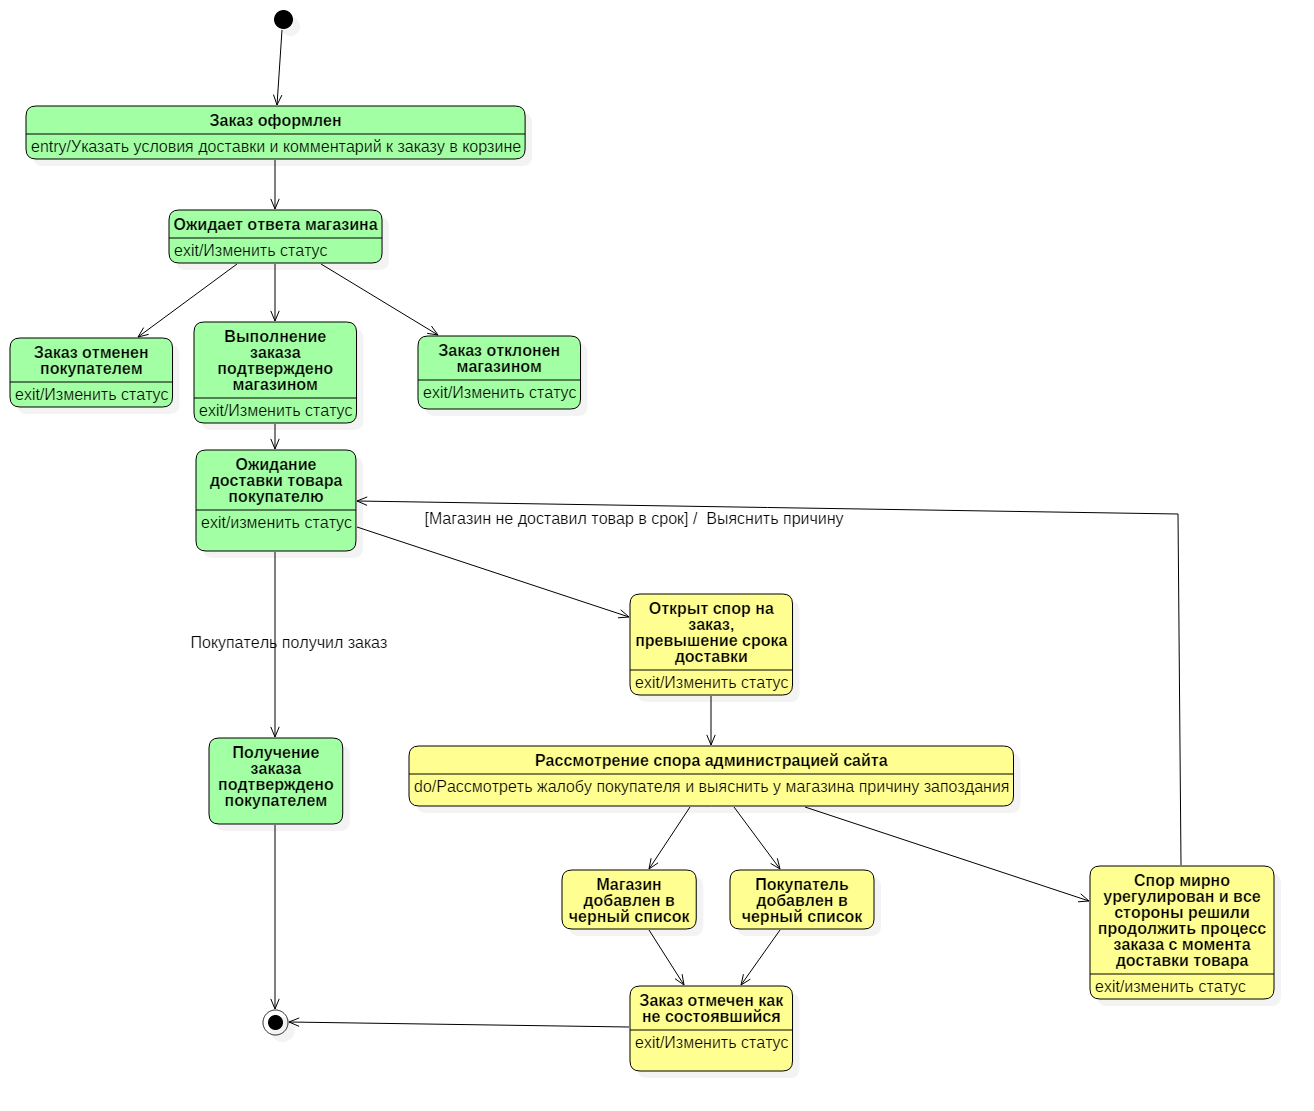 Заказ оформлен
entry/Указать условия доставки и комментарий к заказу в корзине
Ожидает ответа магазина
exit/Изменить статус
Заказ отменен
покупателем
exit/Изменить статус
Выполнение
заказа
подтверждено
магазином
exit/Изменить статус
Заказ отклонен
магазином
exit/Изменить статус
Ожидание
доставки товара
покупателю
exit/изменить статус
[Магазин не доставил товар в срок] / Выяснить причину
Открыт спор на
заказ,
превышение срока
доставки
exit/Изменить статус
Покупатель получил заказ
Получение
заказа
подтверждено
покупателем
Рассмотрение спора администрацией сайта
do/Рассмотреть жалобу покупателя и выяснить у магазина причину запоздания
Магазин
добавлен в
черный список
Покупатель
добавлен в
черный список
Спор мирно
урегулирован и все
стороны решили
продолжить процесс
заказа с момента
доставки товара
exit/изменить статус
Заказ отмечен как
не состоявшийся
exit/Изменить статус